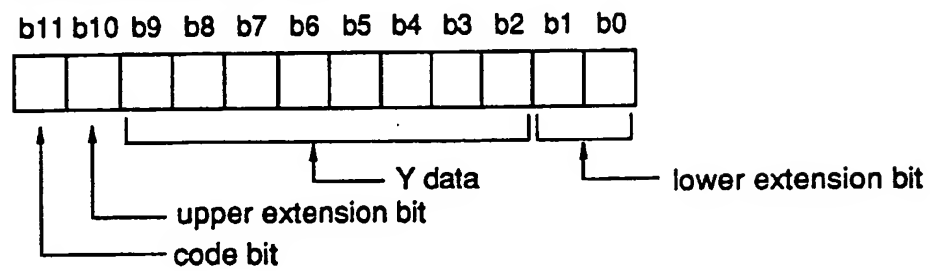 b11 b10 b9 b8 b7 b6 b5 b4 b3 b2 b1 b0
Y data
lower extension bit
upper extension bit
code bit